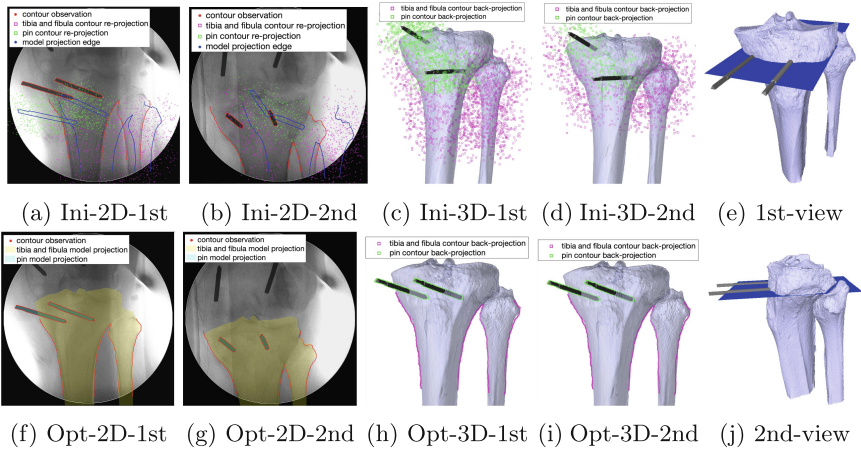 contour observation
tibia and fibula contour re-projection
pin contour re-projection
model projection edge
contour observation
tibia and fibula contour re-projection
pin contour re-projection
model projection edge
tibia and fibula contour back-projection
pin contour back-projection
tibia and fibula contour back-projection
pin contour back-projection
(a) Ini-2D-1st
(b) Ini-2D-2nd
(c) Ini-3D-1st
(d) Ini-3D-2nd
(e) 1st-view
contour observation
tibia and fibula model projection
pin model projection
contour observation
tibia and fibula model projection
pin model projection
tibia and fibula contour back-projection
pin contour back-projection
tibia and fibula contour back-projection
pin contour back-projection
(f) Opt-2D-1st
(g) Opt-2D-2nd
(h) Opt-3D-1st
(i) Opt-3D-2nd
(j) 2nd-view